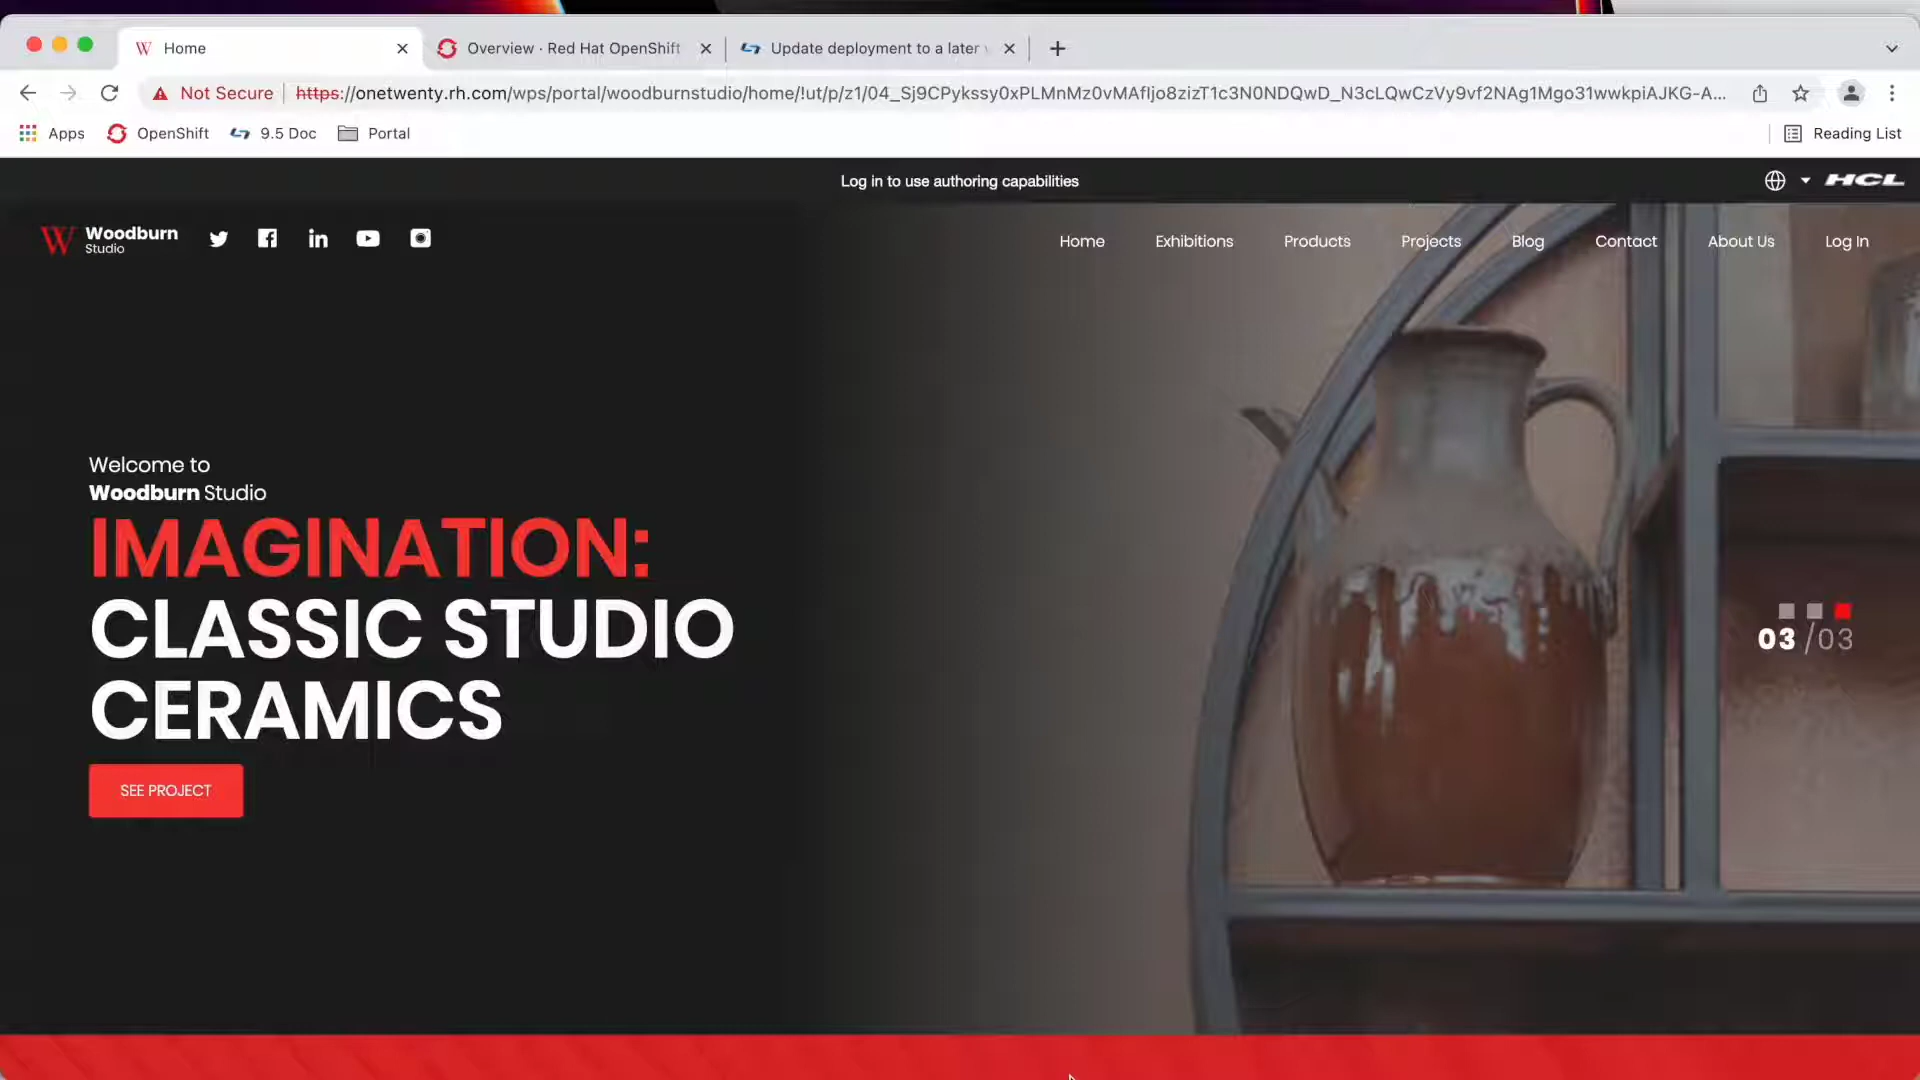 Home
Overview · Red Hat OpenShift
Update deployment to a later
Not Secure
https://onetwenty.rh.com/wps/portal/woodburnstudio/home/!ut/p/z1/04_Sj9CPykssy0xPLMnMz0vMAfIjo8zizT1c3N0NDQwD_N3cLQwCzVy9vf2NAg1Mgo31wwkpiAJKG-A...
Apps
OpenShift
9.5 Doc
Portal
Reading List
Log in to use authoring capabilities
HCL
W
Woodburn
Studio
Home
Exhibitions
Products
Projects
Blog
Contact
About Us
Log In
Welcome to
Woodburn Studio
IMAGINATION:
CLASSIC STUDIO
CERAMICS
SEE PROJECT
03 /03